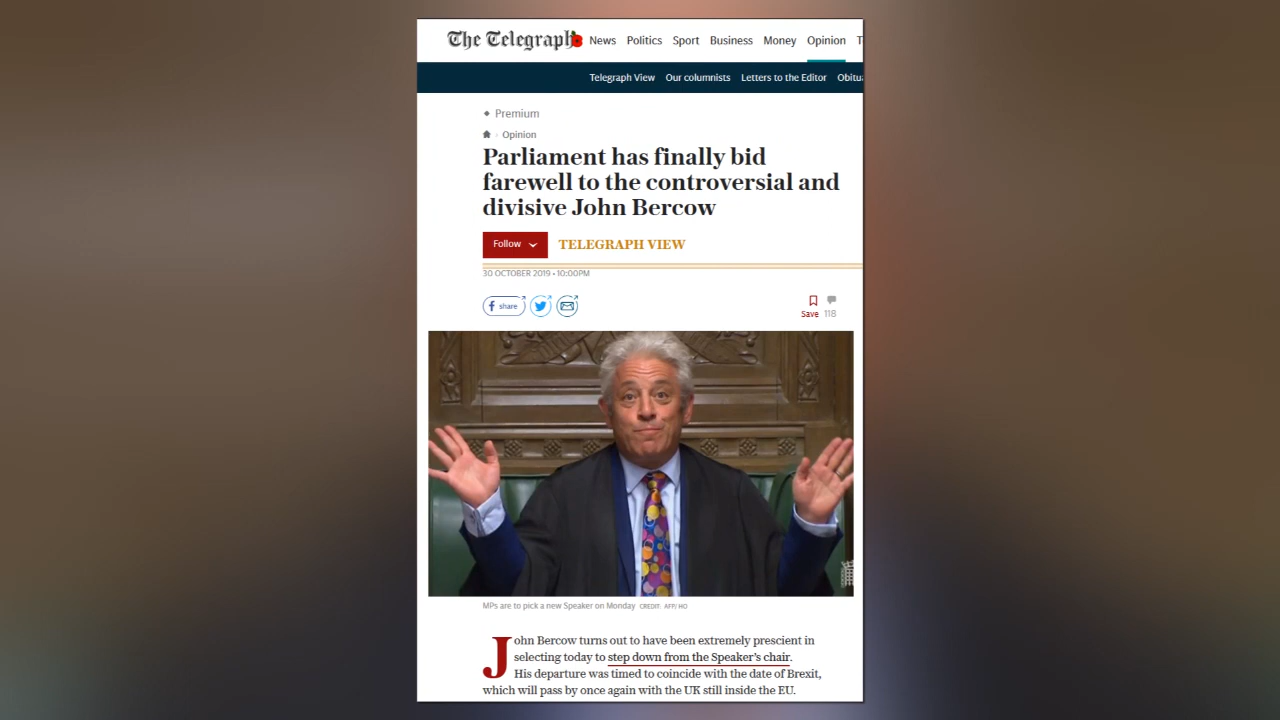 The Telegraph News Politics Sport Business Money Opinion
Telegraph View Our columnists Letters to the Editor
Premium
Opinion
Parliament has finally bid
farewell to the controversial and
divisive John Bercow
Follow TELEGRAPH VIEW
30 OCTOBER 2019 • 10:00PM
share
Save 118
MPs are to pick a new Speaker on Monday CREDIT: AFP/ HO
John Bercow turns out to have been extremely prescient in
selecting today to step down from the Speaker's chair.
His departure was timed to coincide with the date of Brexit,
which will pass by once again with the UK still inside the EU.